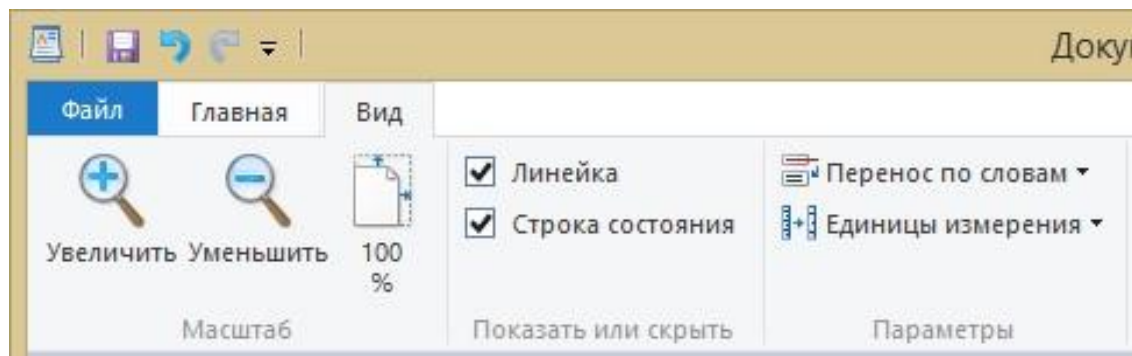 Файл Главная Вид
Увеличить Уменьшить 100
%
Масштаб
Линейка
Строка состояния
Показать или скрыть
Перенос по словам
Единицы измерения
Параметры